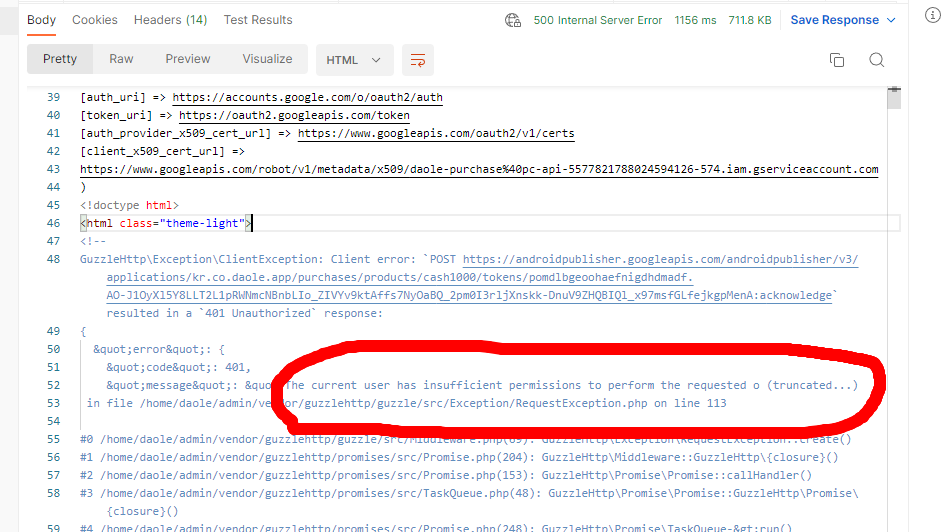 Body Cookies Headers (14) Test Results 500 Internal Server Error 1156 ms 711.8 KB Save Response
Pretty Raw Preview Visualize HTML
39 [auth_uri] => https://accounts.google.com/o/oauth2/auth
40 [token_uri] => https://oauth2.googleapis.com/token
41 [auth_provider_x509_cert_url] => https://www.googleapis.com/oauth2/v1/certs
42 [client_x509_cert_url] =>
43 https://www.googleapis.com/robot/v1/metadata/x509/daole-purchase%40pc-api-5577821788024594126-574.iam.gserviceaccount.com
44 )
45 <!doctype html>
46 <html class="theme-light">
47 <!--
48 GuzzleHttp\Exception\ClientException: Client error: `POST https://androidpublisher.googleapis.com/androidpublisher/v3/
applications/kr.co.daole.app/purchases/products/cash1000/tokens/pomdlbgeoohaefnigdhdmadf.
AO-J1OyXl5Y8LLT2L1pRWNmcNBnbLIo_ZIVYv9ktAffs7NyOaBQ_2pm0I3rljXnskk-DnuV9ZHQBIQl_x97msfGLfejkgpMenA:acknowledge`
resulted in a `401 Unauthorized` response:
49 {
50 &quot;error&quot;: {
51 &quot;code&quot;: 401,
52 &quot;message&quot;: &quo The current user has insufficient permissions to perform the requested o (truncated...)
53 in file /home/daole/admin/vendor/guzzlehttp/guzzle/src/Exception/RequestException.php on line 113
54
55 #0 /home/daole/admin/vendor/guzzlehttp/guzzle/src/Middleware.php(69): GuzzleHttp\Exception\RequestException::create()
56 #1 /home/daole/admin/vendor/guzzlehttp/promises/src/Promise.php(204): GuzzleHttp\Middleware::GuzzleHttp\{closure}()
57 #2 /home/daole/admin/vendor/guzzlehttp/promises/src/Promise.php(153): GuzzleHttp\Promise\Promise::callHandler()
58 #3 /home/daole/admin/vendor/guzzlehttp/promises/src/TaskQueue.php(48): GuzzleHttp\Promise\Promise::GuzzleHttp\Promise\
{closure}()
59 #4 /home/daole/admin/vendor/guzzlehttp/promises/src/Promise.php(248): GuzzleHttp\Promise\TaskQueue-&gt;run()